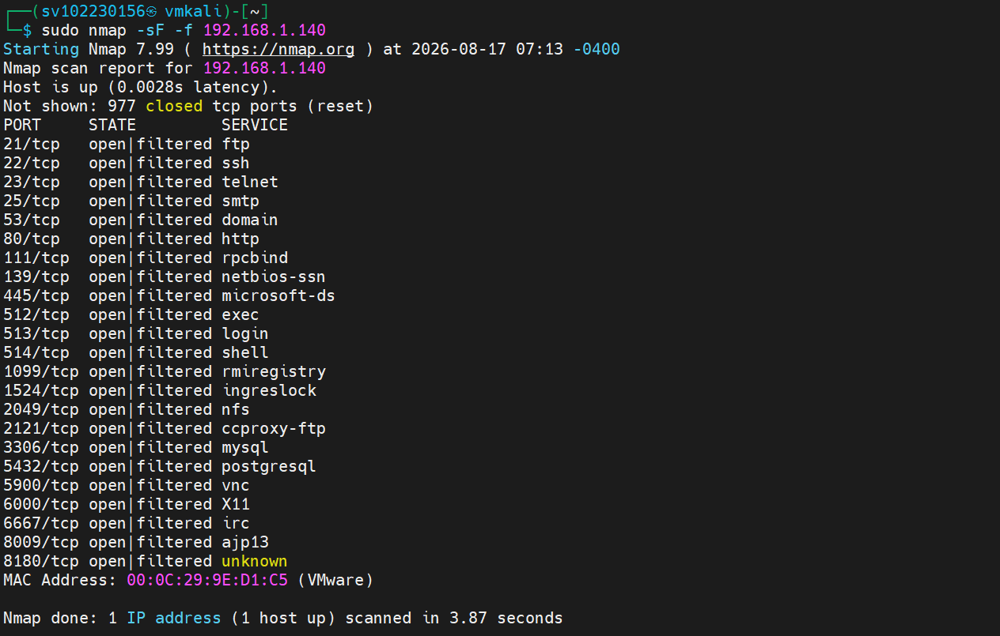 ┌──(sv102230156㉿ vmkali)-[~]
└─$ sudo nmap -sF -f 192.168.1.140
Starting Nmap 7.99 ( https://nmap.org ) at 2026-08-17 07:13 -0400
Nmap scan report for 192.168.1.140
Host is up (0.0028s latency).
Not shown: 977 closed tcp ports (reset)
PORT     STATE         SERVICE
21/tcp   open|filtered ftp
22/tcp   open|filtered ssh
23/tcp   open|filtered telnet
25/tcp   open|filtered smtp
53/tcp   open|filtered domain
80/tcp   open|filtered http
111/tcp  open|filtered rpcbind
139/tcp  open|filtered netbios-ssn
445/tcp  open|filtered microsoft-ds
512/tcp  open|filtered exec
513/tcp  open|filtered login
514/tcp  open|filtered shell
1099/tcp open|filtered rmiregistry
1524/tcp open|filtered ingreslock
2049/tcp open|filtered nfs
2121/tcp open|filtered ccproxy-ftp
3306/tcp open|filtered mysql
5432/tcp open|filtered postgresql
5900/tcp open|filtered vnc
6000/tcp open|filtered X11
6667/tcp open|filtered irc
8009/tcp open|filtered ajp13
8180/tcp open|filtered unknown
MAC Address: 00:0C:29:9E:D1:C5 (VMware)

Nmap done: 1 IP address (1 host up) scanned in 3.87 seconds